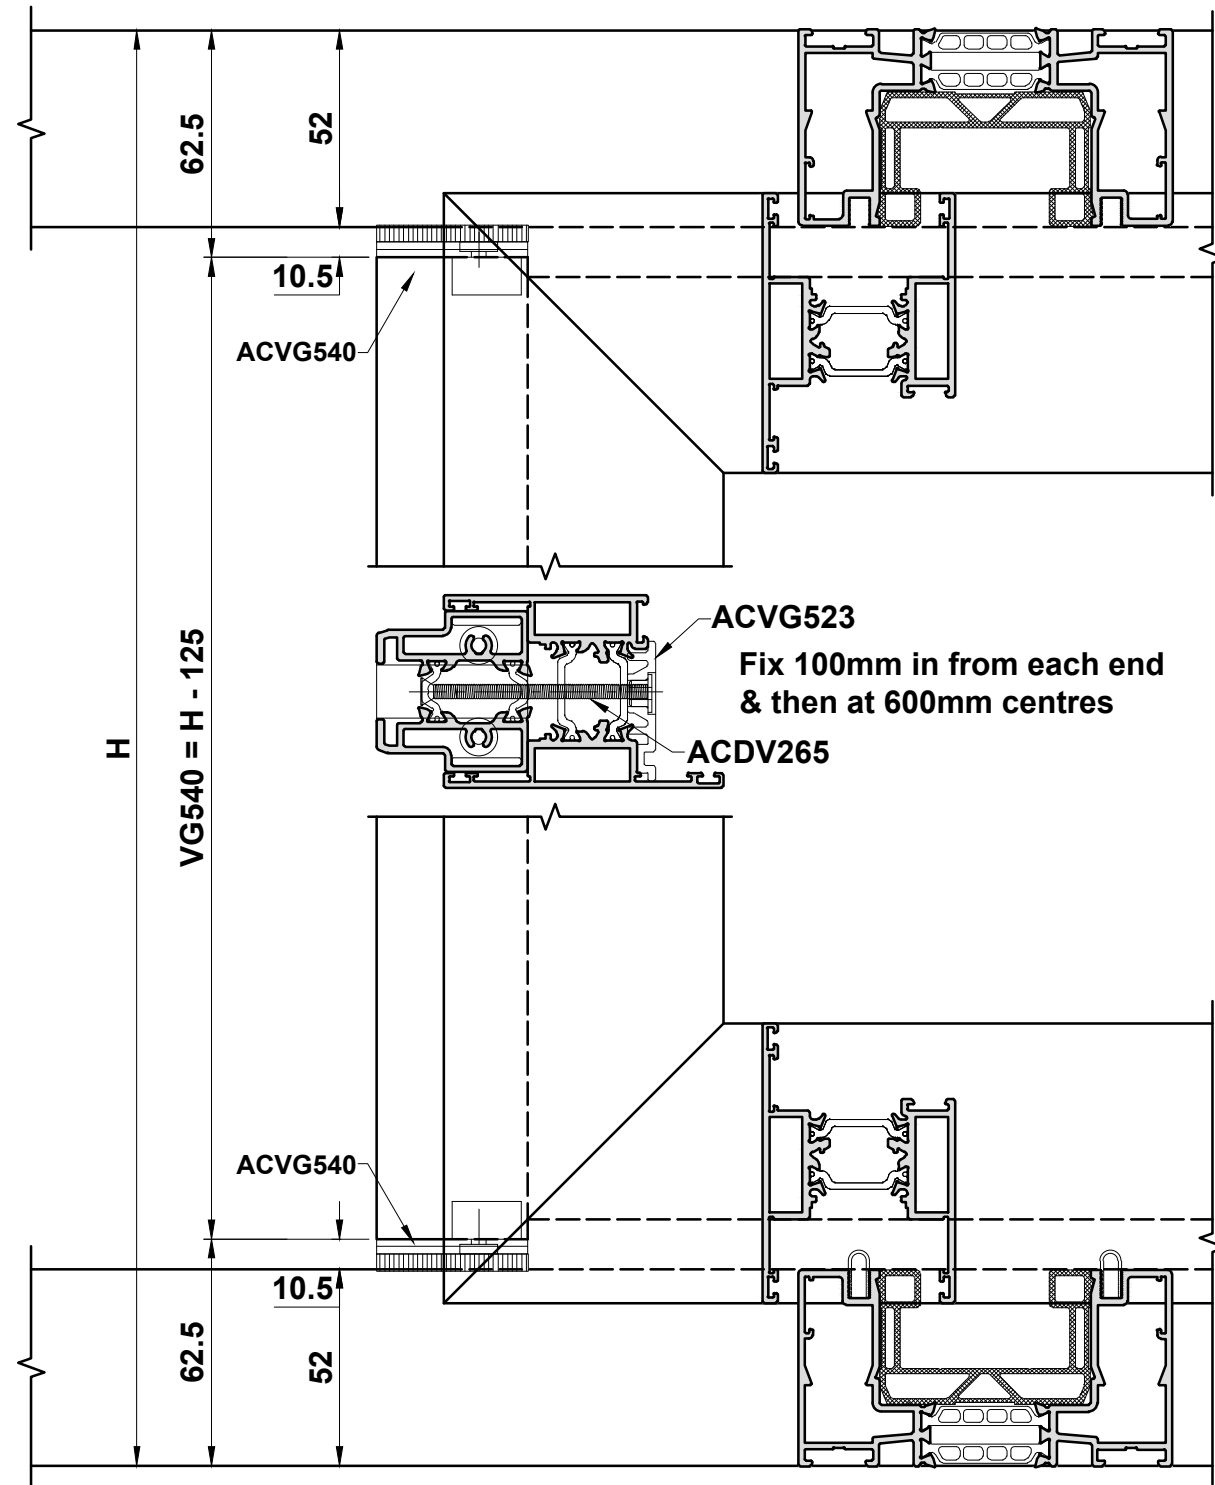 62.5
52
10.5
ACVG540
ACVG523
Fix 100mm in from each end
& then at 600mm centres
ACDV265
H
VG540 = H - 125
ACVG540
10.5
62.5
52